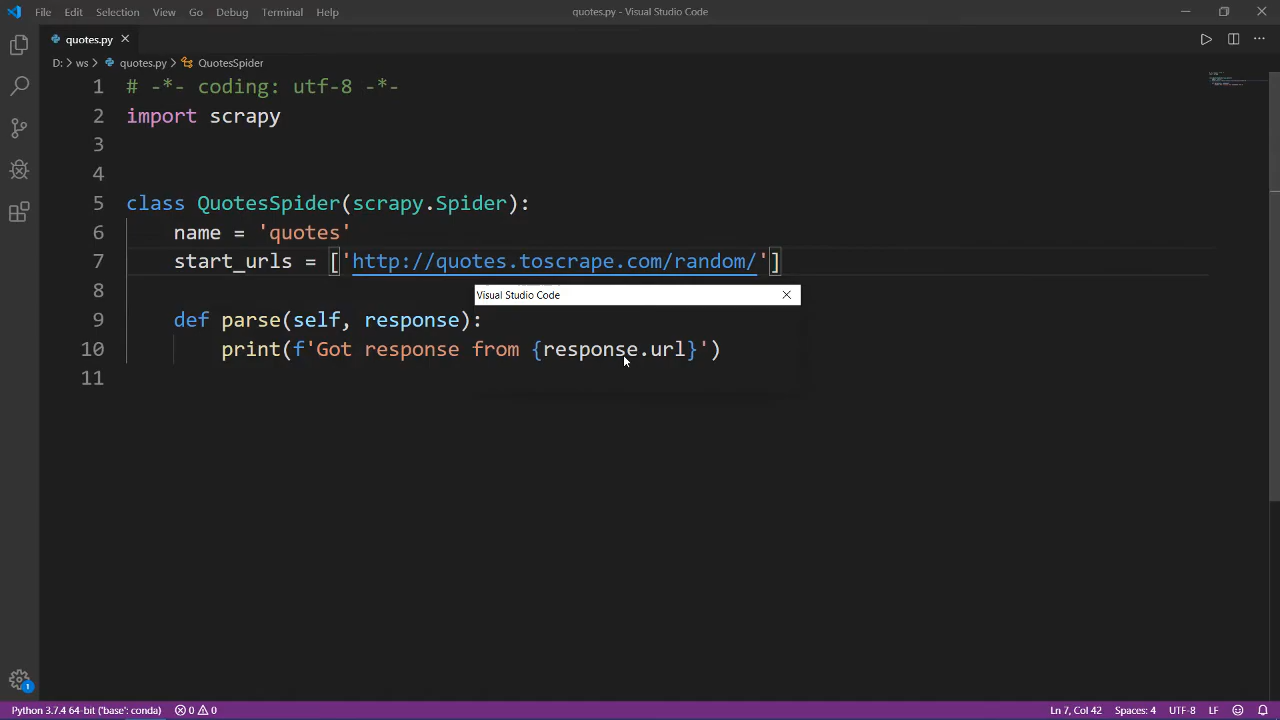 File Edit Selection View Go Debug Terminal Help quotes.py - Visual Studio Code
quotes.py
D: > ws > quotes.py > QuotesSpider
1 # -*- coding: utf-8 -*-
2 import scrapy
3
4
5 class QuotesSpider(scrapy.Spider):
6 name = 'quotes'
7 start_urls = ['http://quotes.toscrape.com/random/']
8
Visual Studio Code
9 def parse(self, response):
10 print(f'Got response from {response.url}')
11
1
Python 3.7.4 64-bit ('base': conda) 0 0 Ln 7, Col 42 Spaces: 4 UTF-8 LF